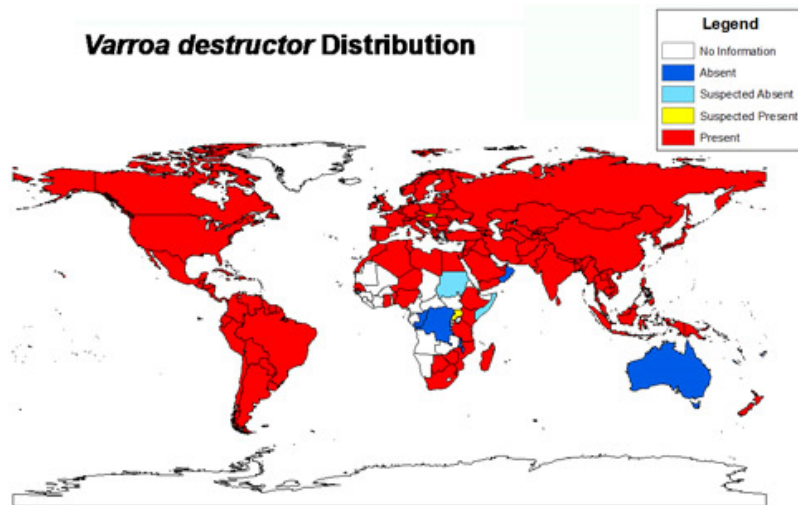 Varroa destructor Distribution
Legend
No Information
Absent
Suspected Absent
Suspected Present
Present